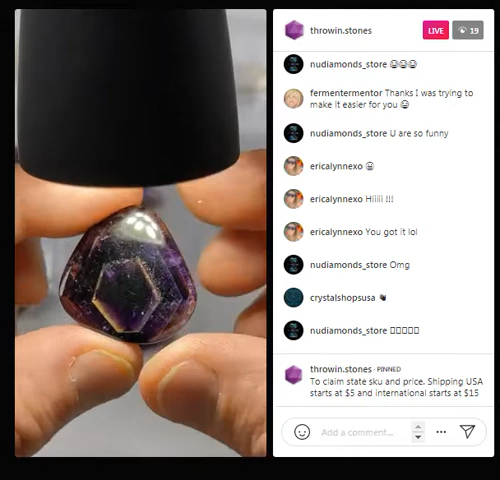 throwin.stones LIVE 19
nudiamonds_store 😂😂😂
fermentermentor Thanks I was trying to
make it easier for you 😂
nudiamonds_store U are so funny
ericalynnexo 😂
ericalynnexo Hiiiii !!!
ericalynnexo You got it lol
nudiamonds_store Omg
crystalshopsusa 👋
nudiamonds_store ▯▯▯▯▯
throwin.stones · PINNED
To claim state sku and price. Shipping USA
starts at $5 and international starts at $15
Add a comment...